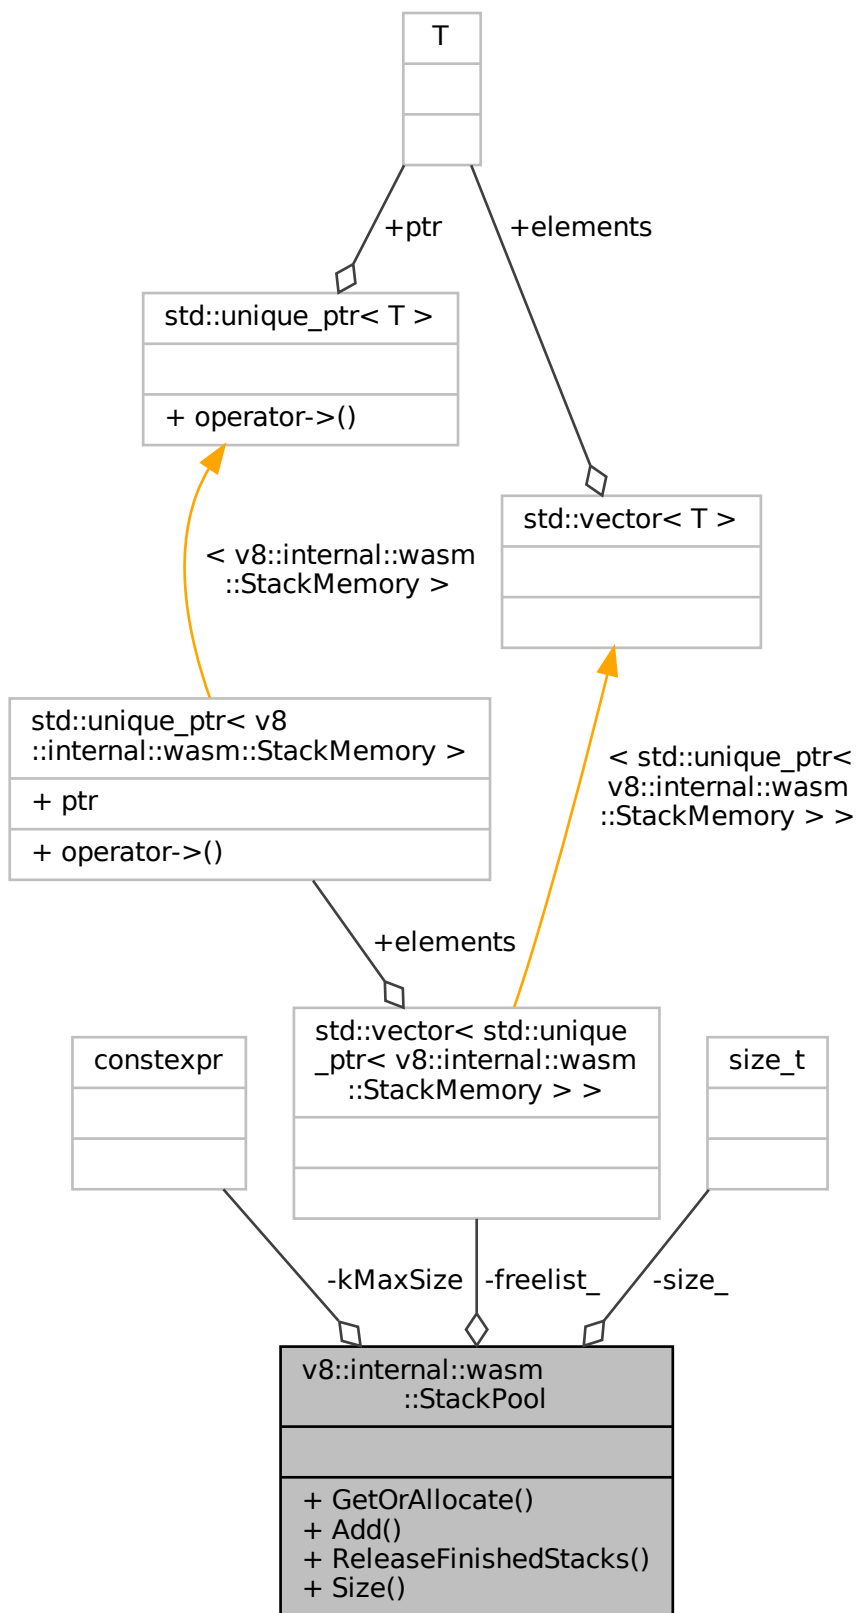 T
+ptr
+elements
std::unique_ptr< T >
+ operator->()
std::vector< T >
< v8::internal::wasm
::StackMemory >
std::unique_ptr< v8
::internal::wasm::StackMemory >
+ ptr
+ operator->()
< std::unique_ptr<
v8::internal::wasm
::StackMemory > >
+elements
constexpr
std::vector< std::unique
_ptr< v8::internal::wasm
::StackMemory > >
size_t
-kMaxSize
-freelist_
-size_
v8::internal::wasm
::StackPool
+ GetOrAllocate()
+ Add()
+ ReleaseFinishedStacks()
+ Size()